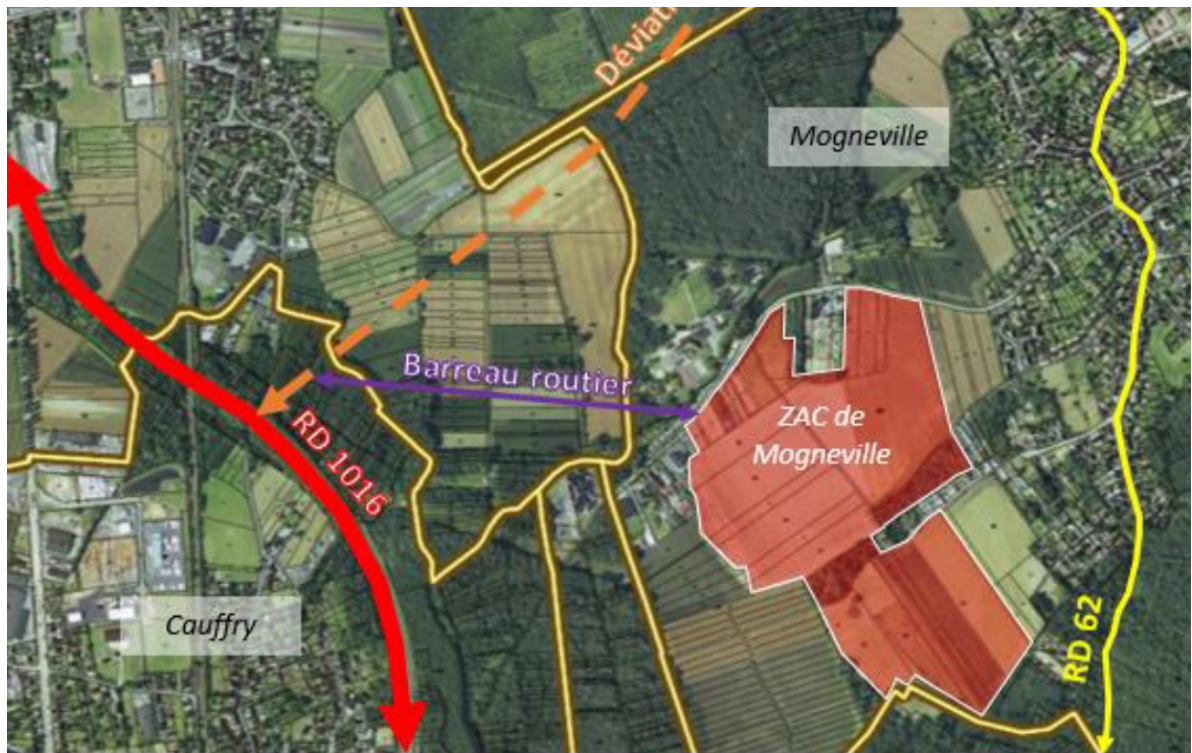 Déviati
Mogneville
Barreau routier
RD 1016
ZAC de
Mogneville
Cauffry
RD 62